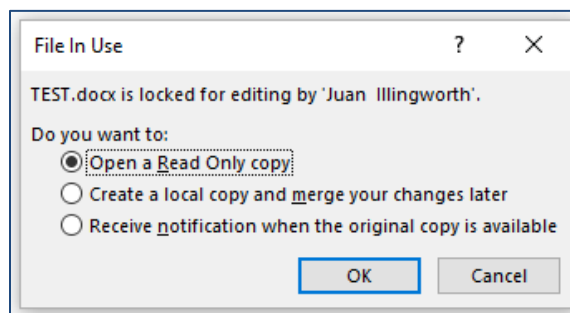 File In Use
TEST.docx is locked for editing by 'Juan Illingworth'.
Do you want to:
Open a Read Only copy
Create a local copy and merge your changes later
Receive notification when the original copy is available
OK Cancel